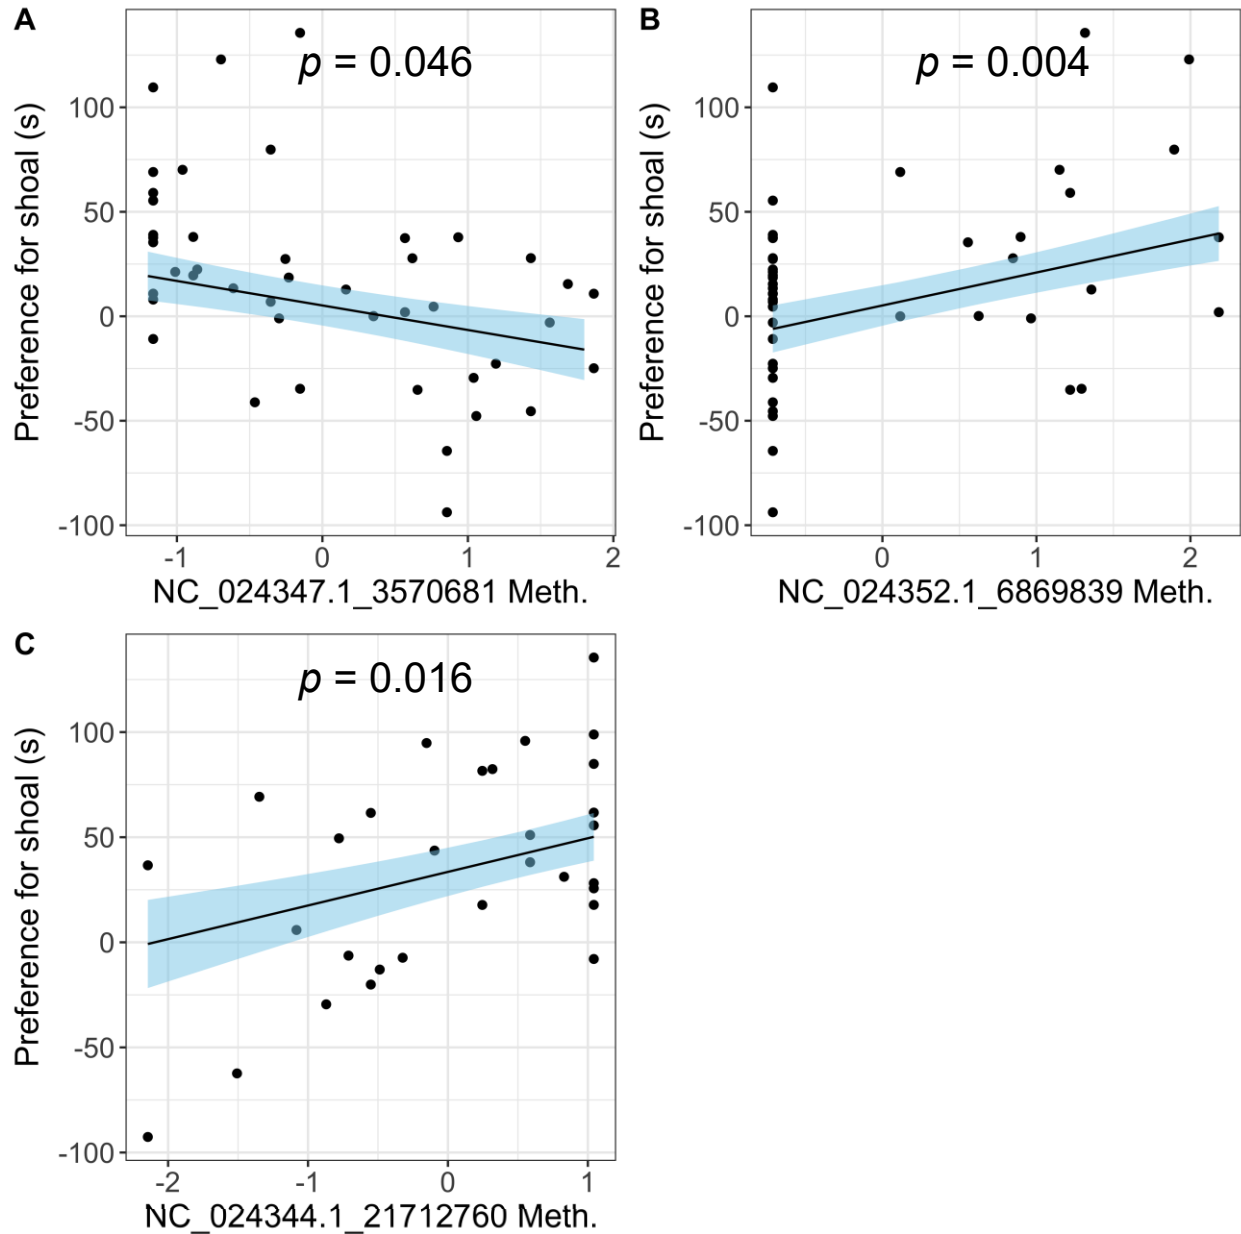 A
p = 0.046
Preference for shoal (s)
100
50
0
-50
-100
-1
0
1
2
NC_024347.1_3570681 Meth.
B
p = 0.004
Preference for shoal (s)
100
50
0
-50
-100
0
1
2
NC_024352.1_6869839 Meth.
C
p = 0.016
Preference for shoal (s)
100
50
0
-50
-100
-2
-1
0
1
NC_024344.1_21712760 Meth.